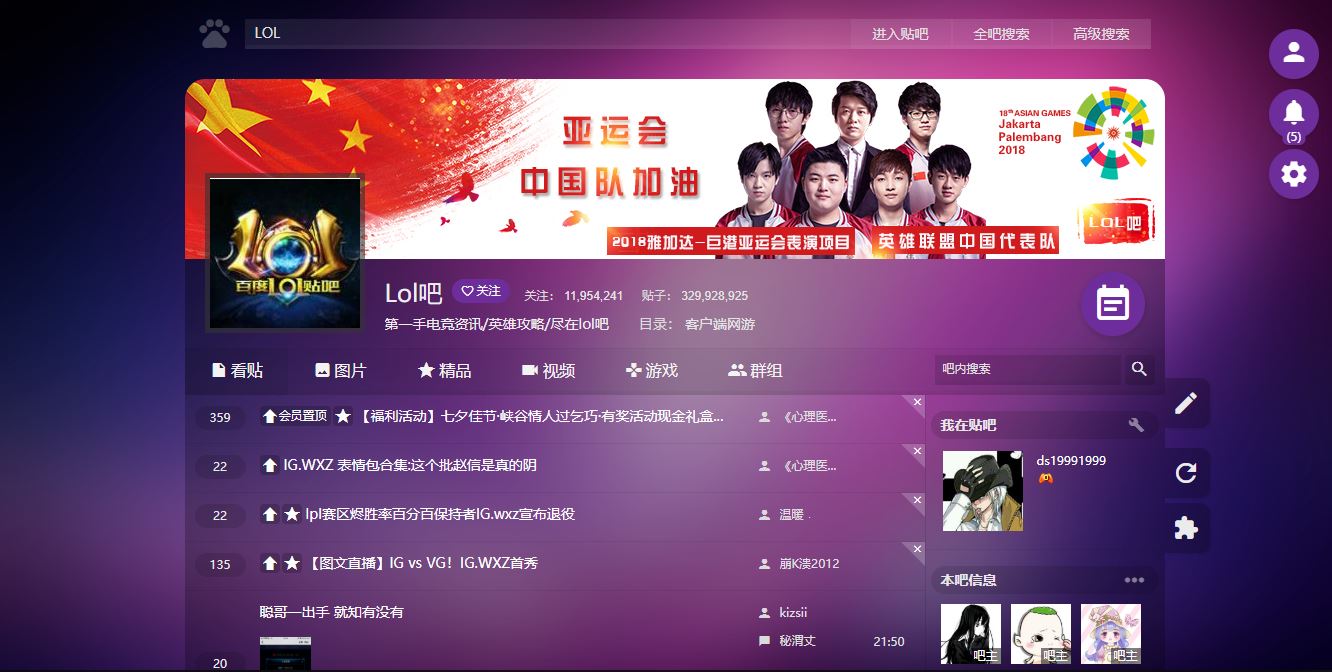 LOL
进入贴吧
全吧搜索
高级搜索
亚运会
中国队加油
18th ASIAN GAMES
Jakarta
Palembang
2018
LOL吧
2018雅加达-巨港亚运会表演项目
英雄联盟中国代表队
LOL
百度LOL贴吧
(5)
Lol吧
关注
关注: 11,954,241
贴子: 329,928,925
第一手电竞资讯/英雄攻略/尽在lol吧
目录: 客户端网游
看贴
图片
精品
视频
游戏
群组
吧内搜索
359
会员置顶
【福利活动】七夕佳节·峡谷情人过乞巧·有奖活动现金礼盒...
《心理医...
22
IG.WXZ 表情包合集:这个批赵信是真的阴
《心理医...
22
lpl赛区烬胜率百分百保持者IG.wxz宣布退役
温暖 .
135
【图文直播】IG vs VG！IG.WXZ首秀
崩K溃2012
聪哥一出手 就知有没有
kizsii
秘渭丈
21:50
20
我在贴吧
ds19991999
本吧信息
吧主
吧主
吧主